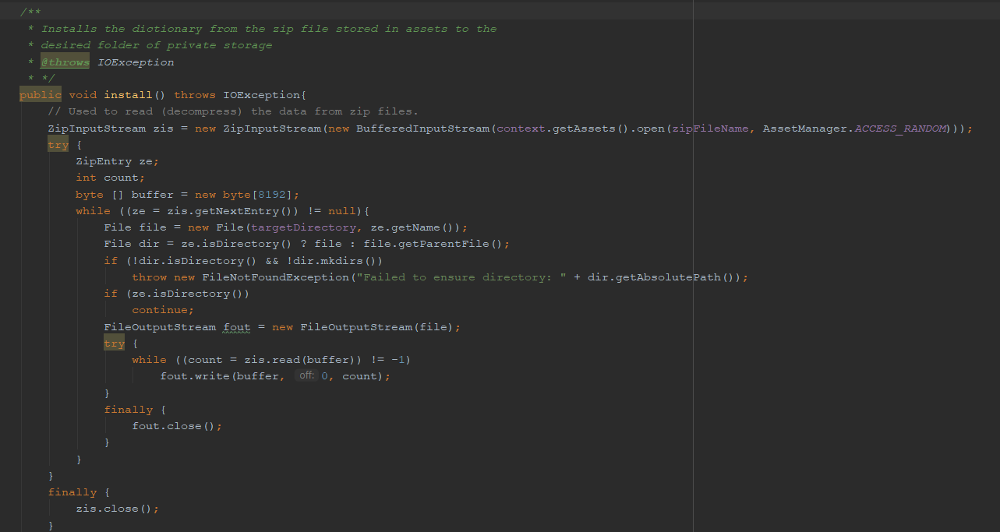 /**
 * Installs the dictionary from the zip file stored in assets to the
 * desired folder of private storage
 * @throws IOException
 * */
public void install() throws IOException{
    // Used to read (decompress) the data from zip files.
    ZipInputStream zis = new ZipInputStream(new BufferedInputStream(context.getAssets().open(zipFileName, AssetManager.ACCESS_RANDOM)));
    try {
        ZipEntry ze;
        int count;
        byte [] buffer = new byte[8192];
        while ((ze = zis.getNextEntry()) != null){
            File file = new File(targetDirectory, ze.getName());
            File dir = ze.isDirectory() ? file : file.getParentFile();
            if (!dir.isDirectory() && !dir.mkdirs())
                throw new FileNotFoundException("Failed to ensure directory: " + dir.getAbsolutePath());
            if (ze.isDirectory())
                continue;
            FileOutputStream fout = new FileOutputStream(file);
            try {
                while ((count = zis.read(buffer)) != -1)
                    fout.write(buffer, off: 0, count);
            }
            finally {
                fout.close();
            }
        }
    }
    finally {
        zis.close();
    }